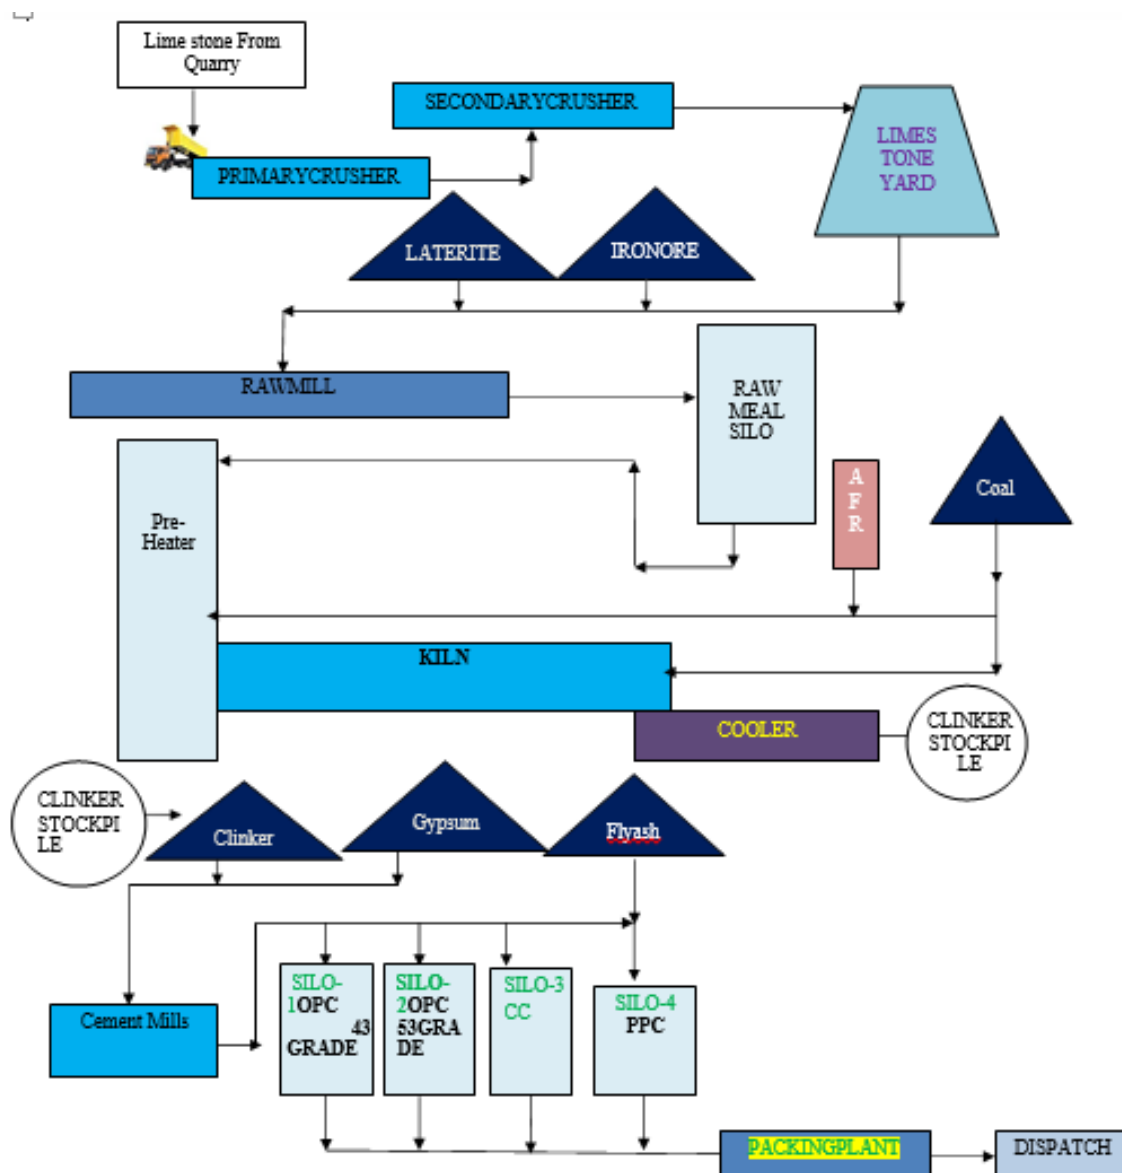 Lime stone From
Quarry
SECONDARYCRUSHER
LIMES
TONE
YARD
PRIMARYCRUSHER
LATERITE
IRONORE
RAWMILL
RAW
MEAL
SILO
A
F
R
Coal
Pre-
Heater
KILN
COOLER
CLINKER
STOCKPI
LE
CLINKER
STOCKPI
LE
Clinker
Gypsum
Flyash
SILO-
1OPC
43
GRADE
SILO-
2OPC
53GRA
DE
SILO-3
CC
SILO-4
PPC
Cement Mills
PACKINGPLANT
DISPATCH